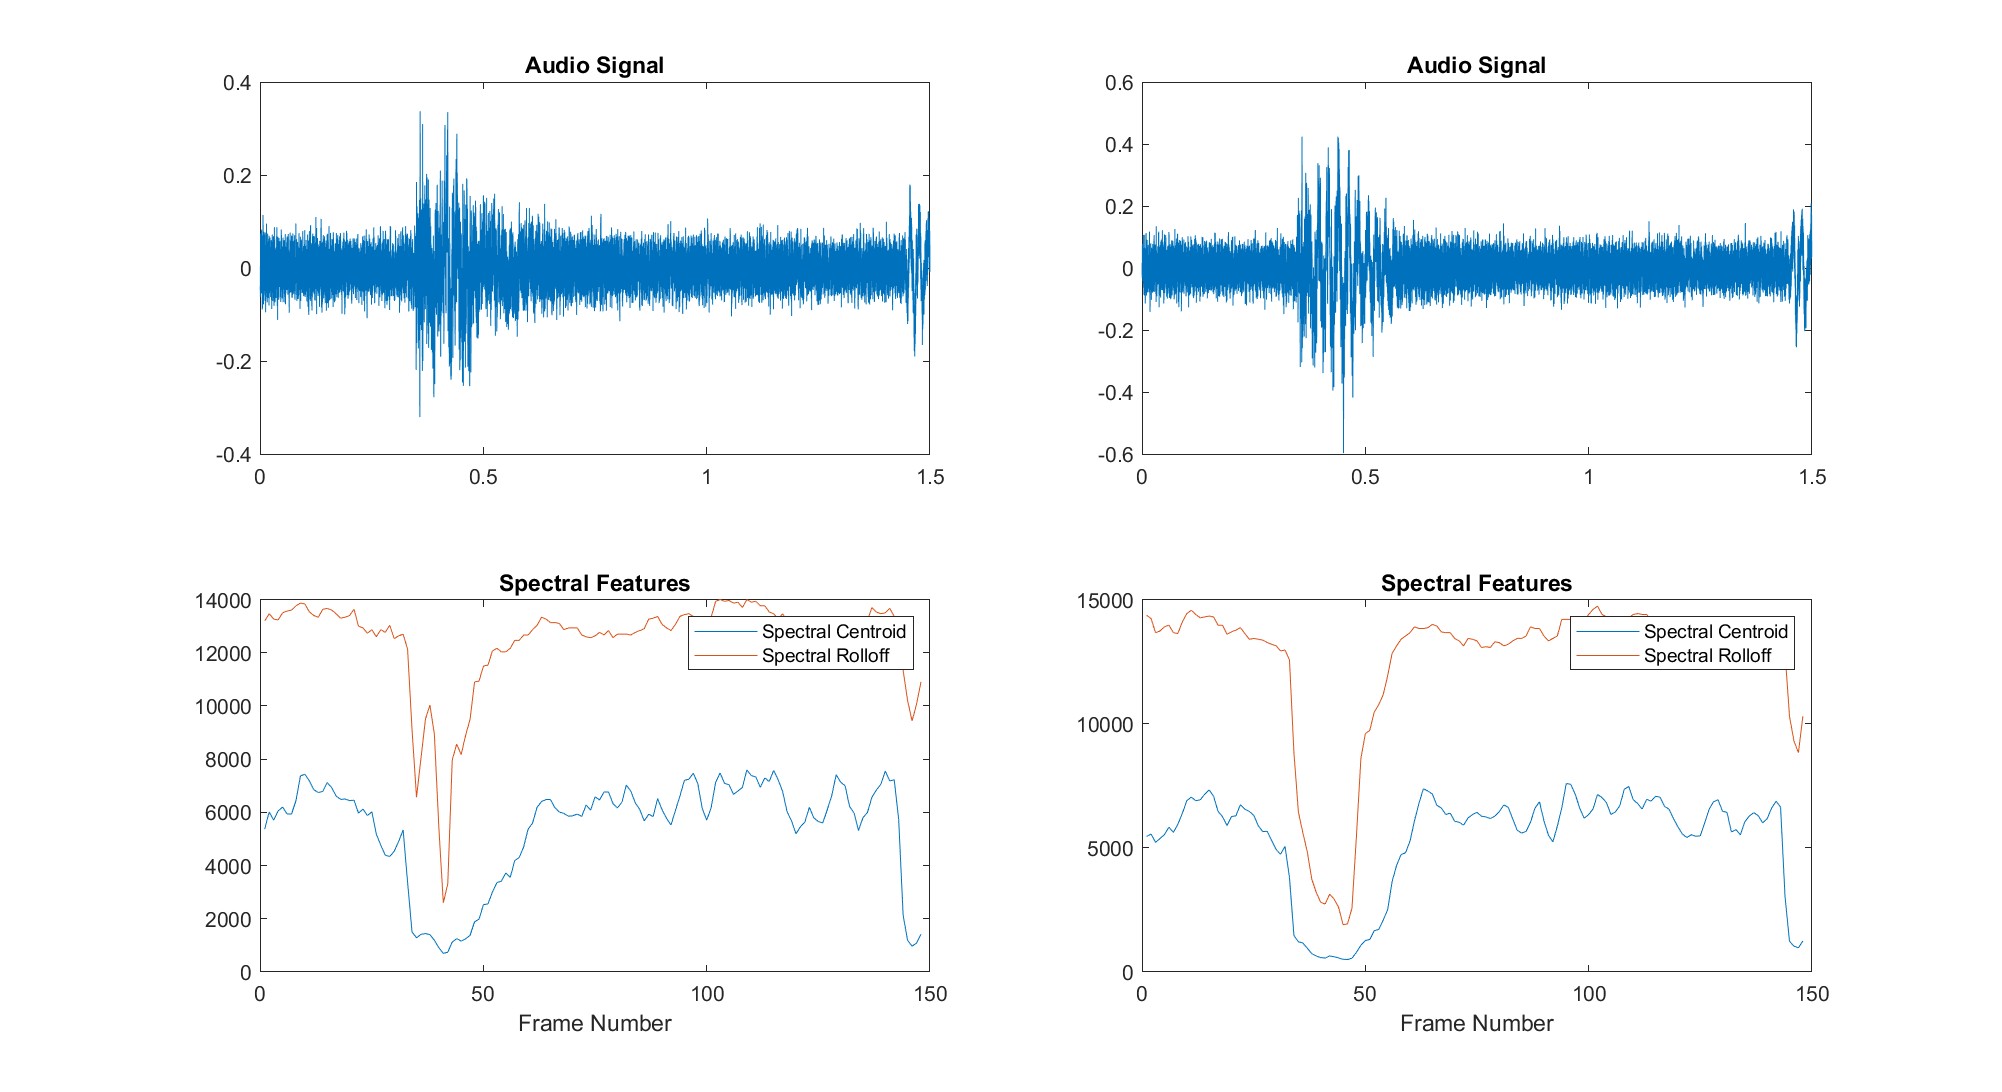 Audio Signal
0.4
0.2
0
-0.2
-0.4
0 0.5 1 1.5
Audio Signal
0.6
0.4
0.2
0
-0.2
-0.4
-0.6
0 0.5 1 1.5
Spectral Features
14000
12000
10000
8000
6000
4000
2000
0
Spectral Centroid
Spectral Rolloff
0 50 100 150
Frame Number
Spectral Features
15000
10000
5000
0
Spectral Centroid
Spectral Rolloff
0 50 100 150
Frame Number